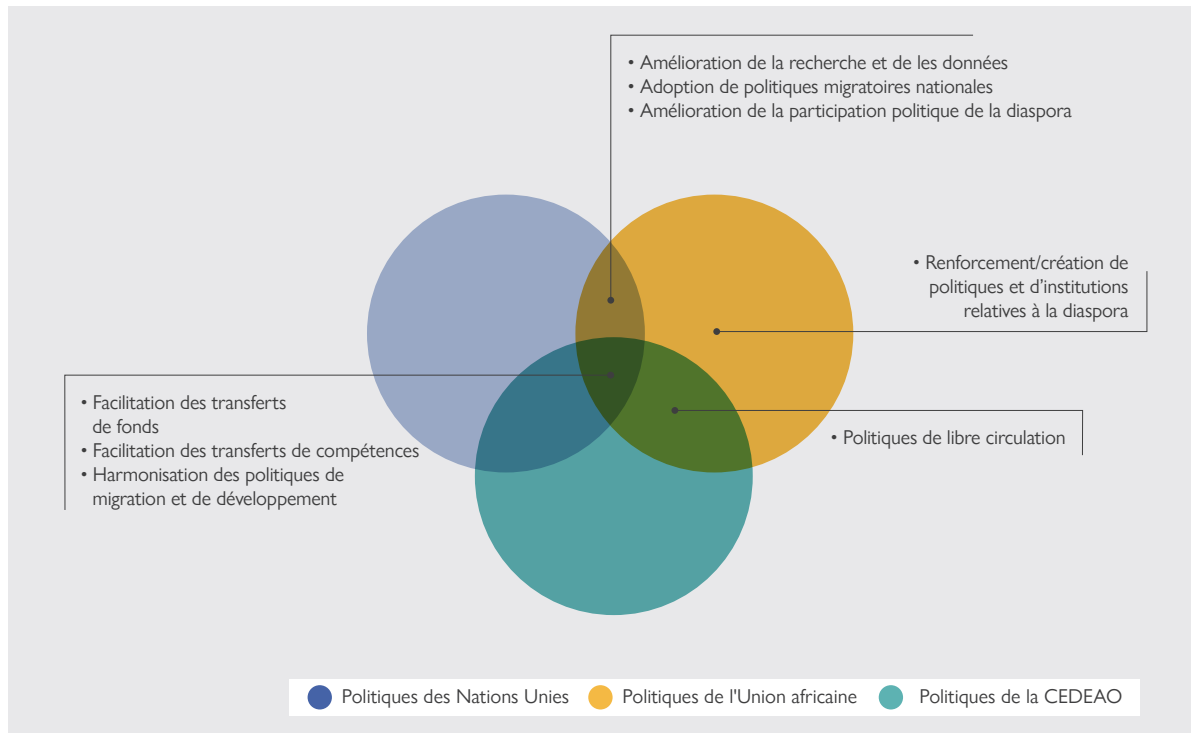 • Amélioration de la recherche et de les données
• Adoption de politiques migratoires nationales
• Amélioration de la participation politique de la diaspora
• Renforcement/création de
politiques et d’institutions
relatives à la diaspora
• Facilitation des transferts
de fonds
• Facilitation des transferts de compétences
• Harmonisation des politiques de
migration et de développement
• Politiques de libre circulation
Politiques des Nations Unies
Politiques de l'Union africaine
Politiques de la CEDEAO